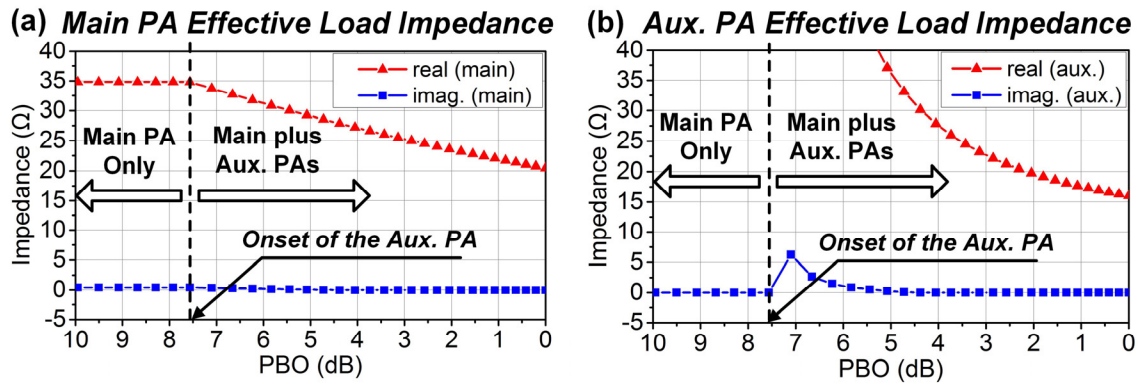 (a) Main PA Effective Load Impedance
40
35
30
25
20
15
10
5
0
-5
Impedance (Ω)
real (main)
imag. (main)
Main PA
Only
Main plus
Aux. PAs
Onset of the Aux. PA
10 9 8 7 6 5 4 3 2 1 0
PBO (dB)
(b) Aux. PA Effective Load Impedance
40
35
30
25
20
15
10
5
0
-5
Impedance (Ω)
real (aux.)
imag. (aux.)
Main PA
Only
Main plus
Aux. PAs
Onset of the Aux. PA
10 9 8 7 6 5 4 3 2 1 0
PBO (dB)